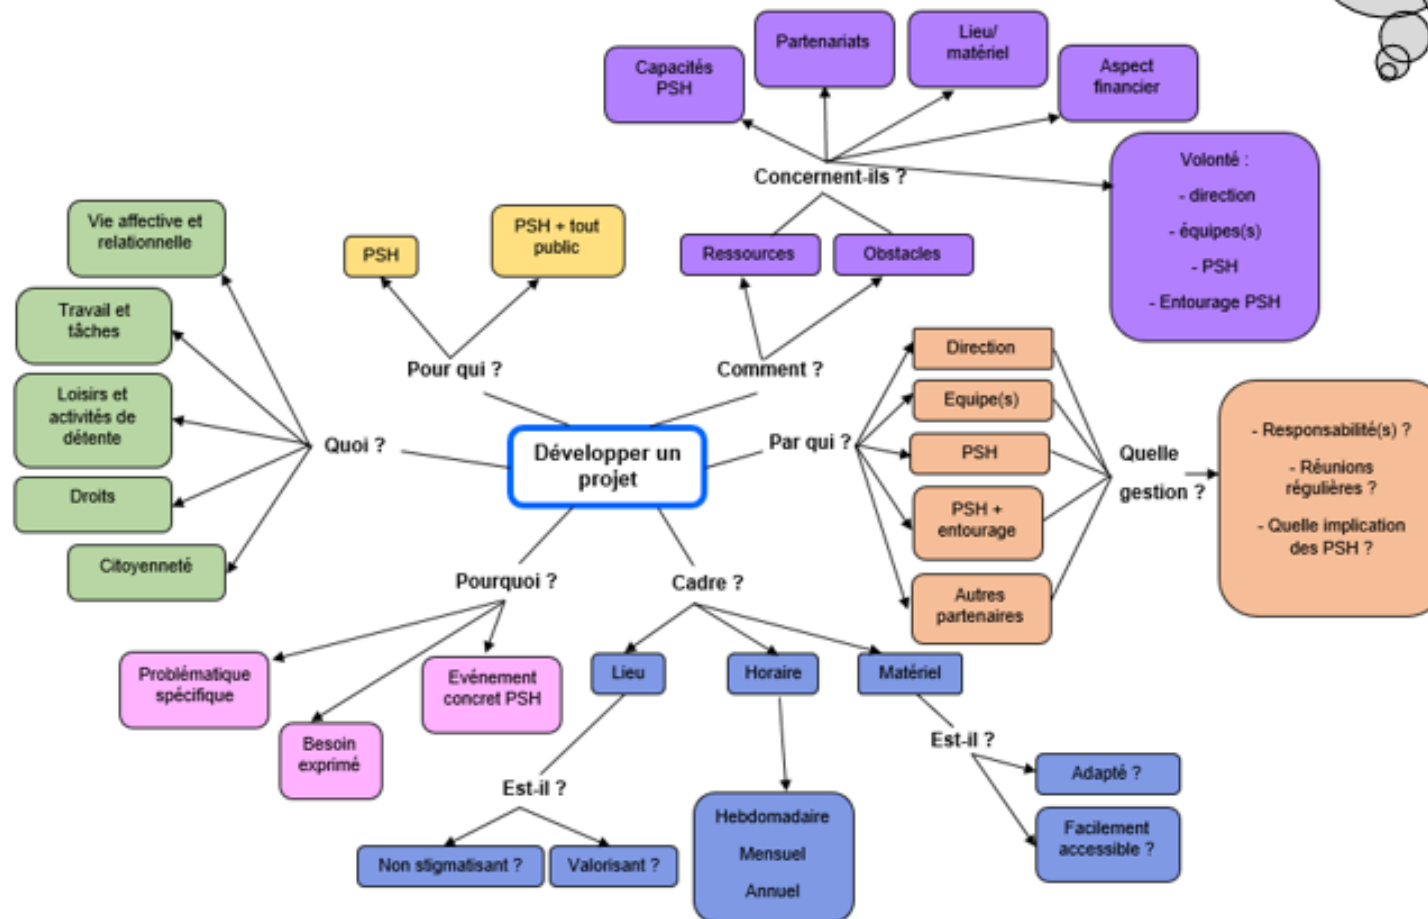 Capacités
PSH
Partenariats
Lieu/
matériel
Aspect
financier
Concernent-ils ?
Volonté :
- direction
- équipes(s)
- PSH
- Entourage PSH
Ressources
Obstacles
Comment ?
PSH
PSH + tout
public
Pour qui ?
Vie affective et
relationnelle
Travail et
tâches
Loisirs et
activités de
détente
Droits
Citoyenneté
Quoi ?
Développer un
projet
Par qui ?
Direction
Equipe(s)
PSH
PSH +
entourage
Autres
partenaires
Quelle
gestion ?
- Responsabilité(s) ?
- Réunions
régulières ?
- Quelle implication
des PSH ?
Pourquoi ?
Problématique
spécifique
Besoin
exprimé
Evénement
concret PSH
Cadre ?
Lieu
Horaire
Matériel
Est-il ?
Non stigmatisant ?
Valorisant ?
Hebdomadaire
Mensuel
Annuel
Est-il ?
Adapté ?
Facilement
accessible ?